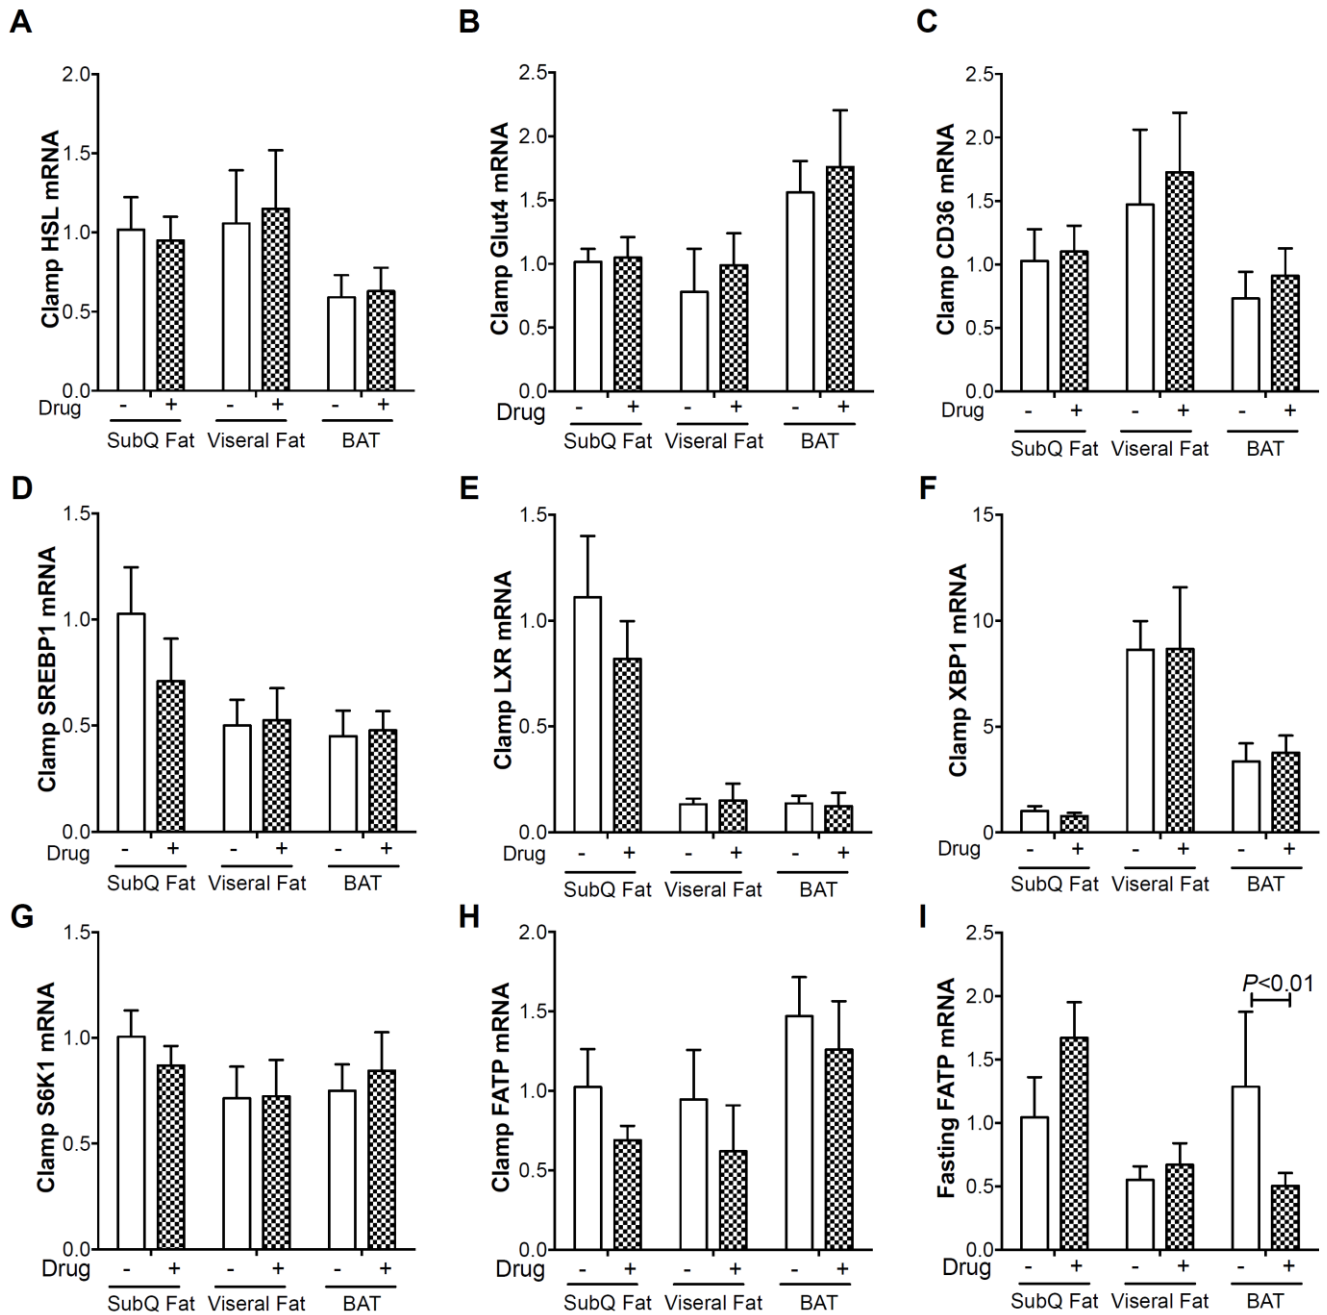 A
Clamp HSL mRNA
2.0
1.5
1.0
0.5
0.0
Drug - + - + - +
SubQ Fat Viseral Fat BAT
B
Clamp Glut4 mRNA
2.5
2.0
1.5
1.0
0.5
0.0
Drug - + - + - +
SubQ Fat Viseral Fat BAT
C
Clamp CD36 mRNA
2.5
2.0
1.5
1.0
0.5
0.0
Drug - + - + - +
SubQ Fat Viseral Fat BAT
D
Clamp SREBP1 mRNA
1.5
1.0
0.5
0.0
Drug - + - + - +
SubQ Fat Viseral Fat BAT
E
Clamp LXR mRNA
1.5
1.0
0.5
0.0
Drug - + - + - +
SubQ Fat Viseral Fat BAT
F
Clamp XBP1 mRNA
15
10
5
0
Drug - + - + - +
SubQ Fat Viseral Fat BAT
G
Clamp S6K1 mRNA
1.5
1.0
0.5
0.0
Drug - + - + - +
SubQ Fat Viseral Fat BAT
H
Clamp FATP mRNA
2.0
1.5
1.0
0.5
0.0
Drug - + - + - +
SubQ Fat Viseral Fat BAT
I
Fasting FATP mRNA
2.5
2.0
1.5
1.0
0.5
0.0
P<0.01
Drug - + - + - +
SubQ Fat Viseral Fat BAT